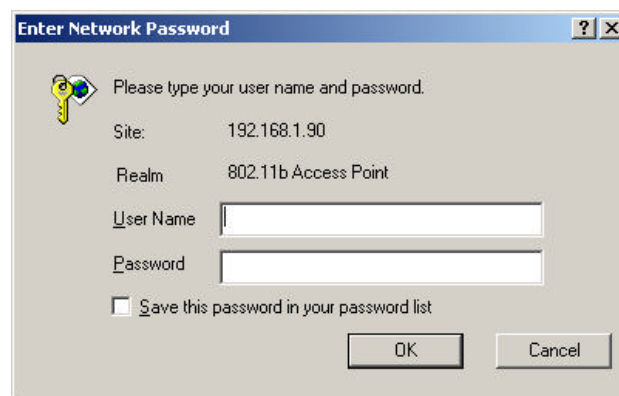 Enter Network Password
Please type your user name and password.
Site: 192.168.1.90
Realm 802.11b Access Point
User Name
Password
Save this password in your password list
OK Cancel